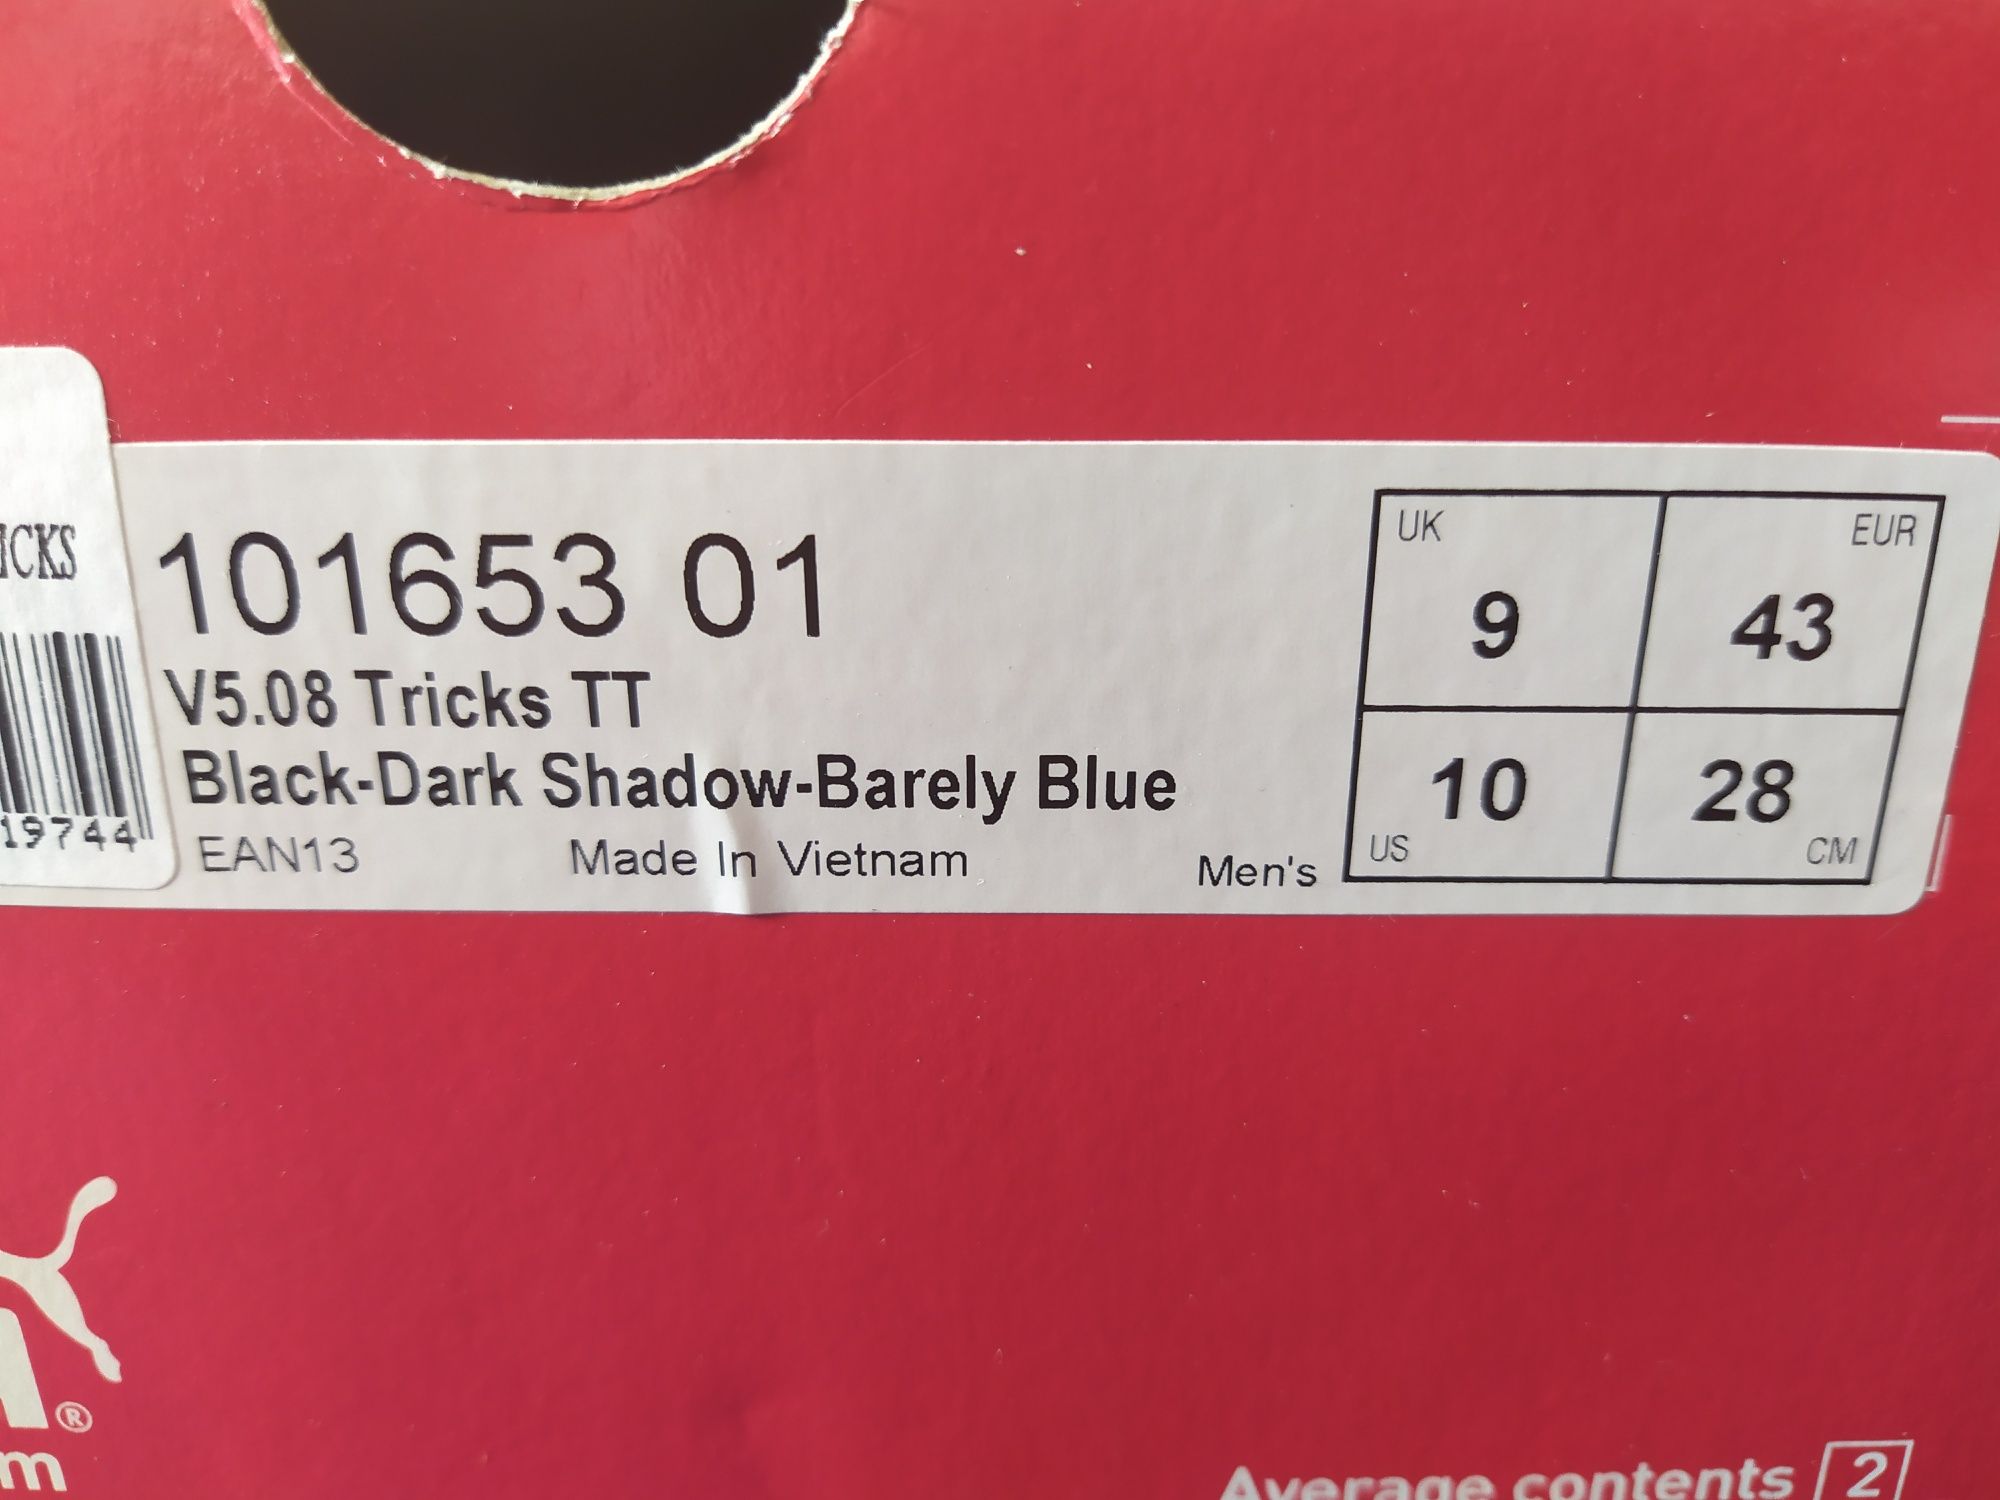 ICKS
19744
101653 01
V5.08 Tricks TT
Black-Dark Shadow-Barely Blue
EAN13 Made In Vietnam Men's
UK EUR
9 43
10 28
US CM
®
m
Average contents 2